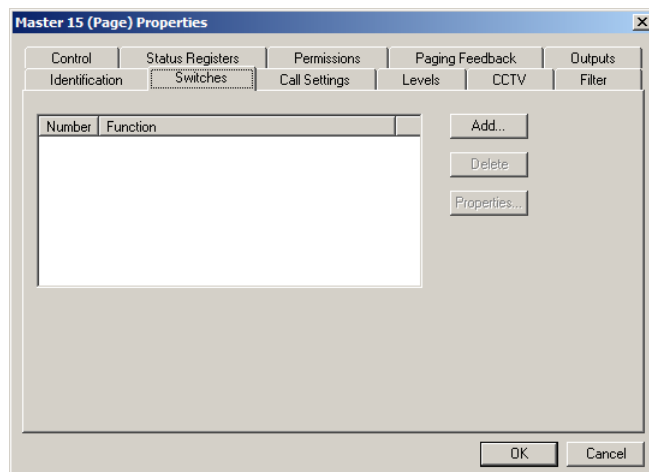 Master 15 (Page) Properties
Control Status Registers Permissions Paging Feedback Outputs
Identification Switches Call Settings Levels CCTV Filter
Number Function
Add...
Delete
Properties...
OK Cancel